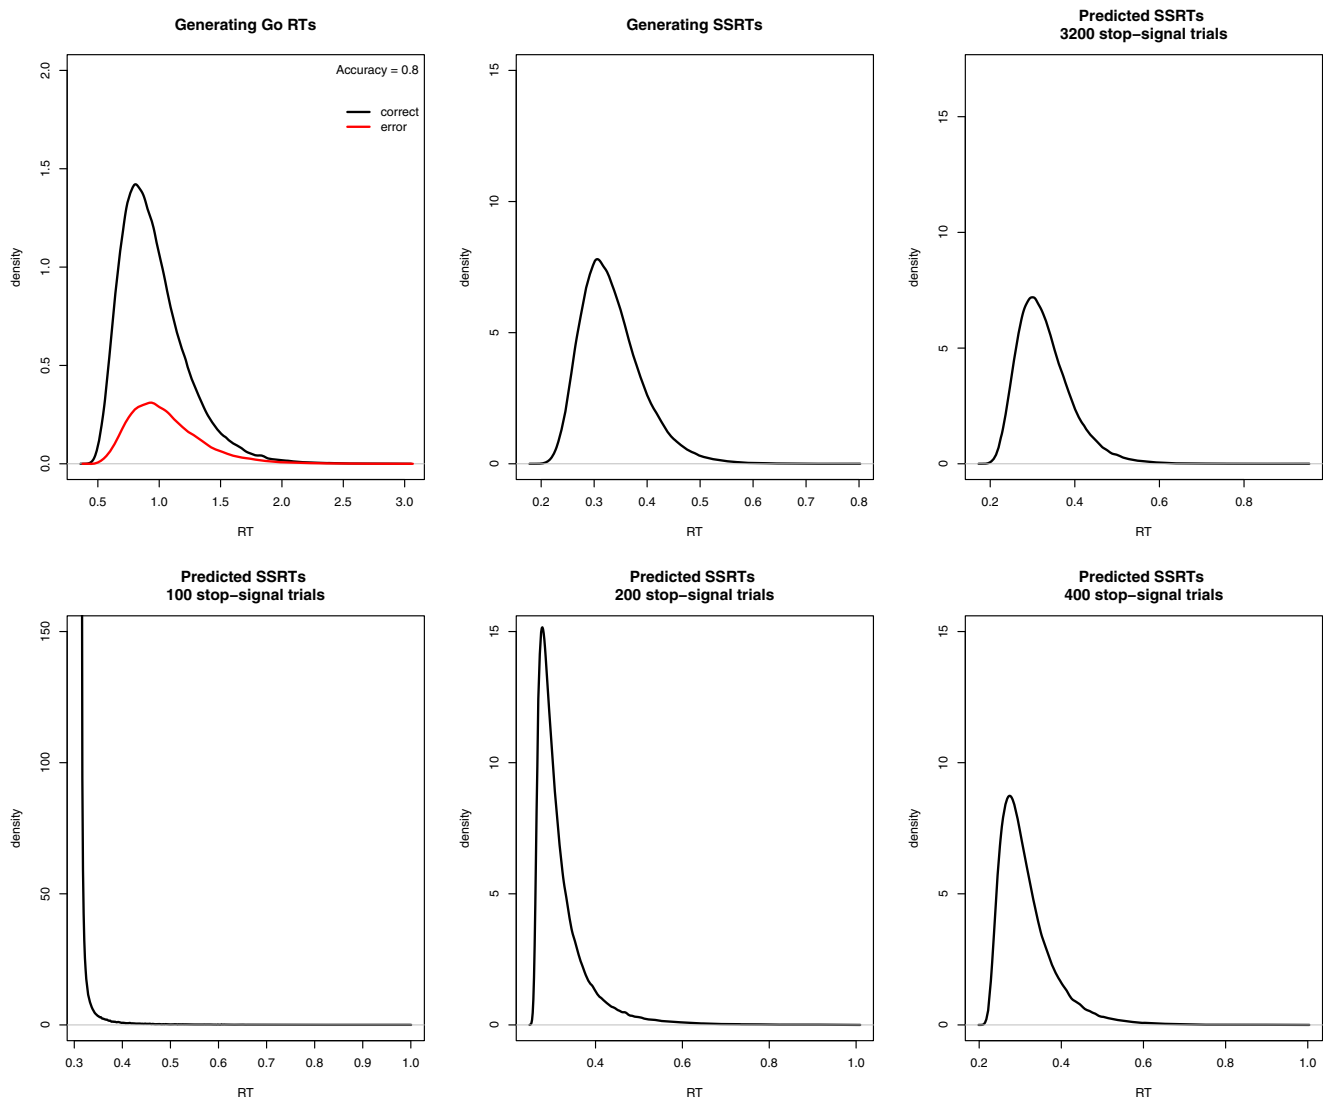 Generating Go RTs
2.0
1.5
1.0
0.5
0.0
density
Accuracy = 0.8
correct
error
0.5 1.0 1.5 2.0 2.5 3.0
RT
Generating SSRTs
15
10
5
0
density
0.2 0.3 0.4 0.5 0.6 0.7 0.8
RT
Predicted SSRTs
3200 stop−signal trials
15
10
5
0
density
0.2 0.4 0.6 0.8
RT
Predicted SSRTs
100 stop−signal trials
150
100
50
0
density
0.3 0.4 0.5 0.6 0.7 0.8 0.9 1.0
RT
Predicted SSRTs
200 stop−signal trials
15
10
5
0
density
0.4 0.6 0.8 1.0
RT
Predicted SSRTs
400 stop−signal trials
15
10
5
0
density
0.2 0.4 0.6 0.8 1.0
RT